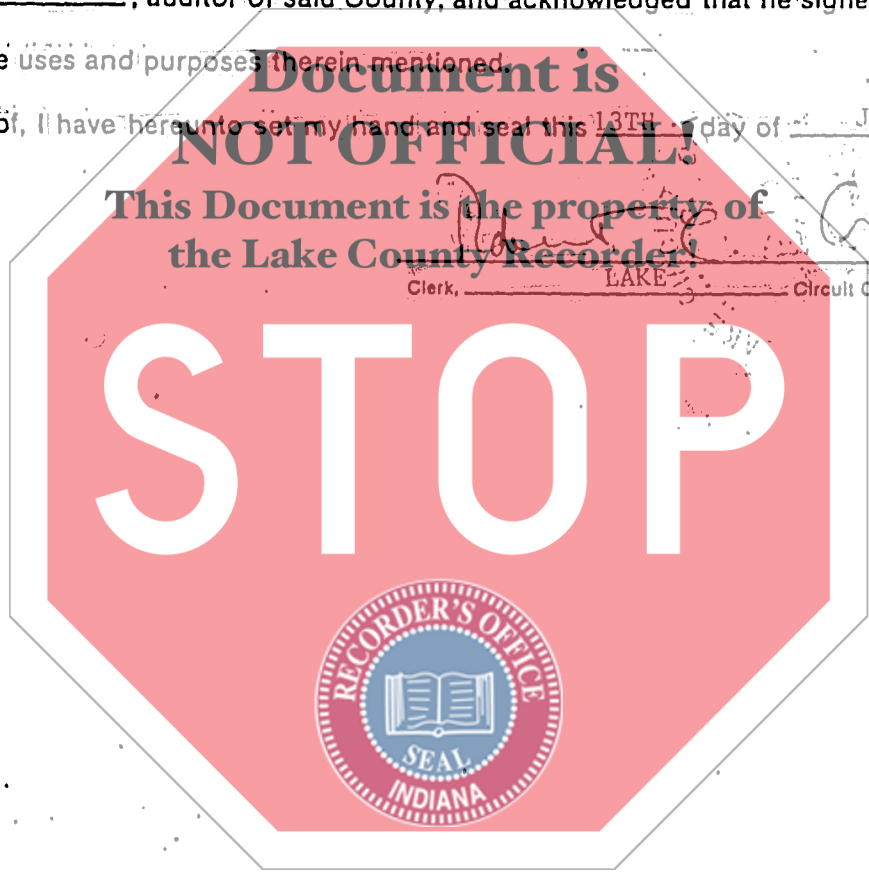 , auditor of said County, and acknowledged that he signe
e uses and purposes therein mentioned.
Document is
of, I have hereunto set my hand and seal this 13TH day of J
NOT OFFICIAL!
This Document is the property of
the Lake County Recorder!
Clerk, LAKE Circuit C
STOP
RECORDER'S OFFICE
SEAL
INDIANA